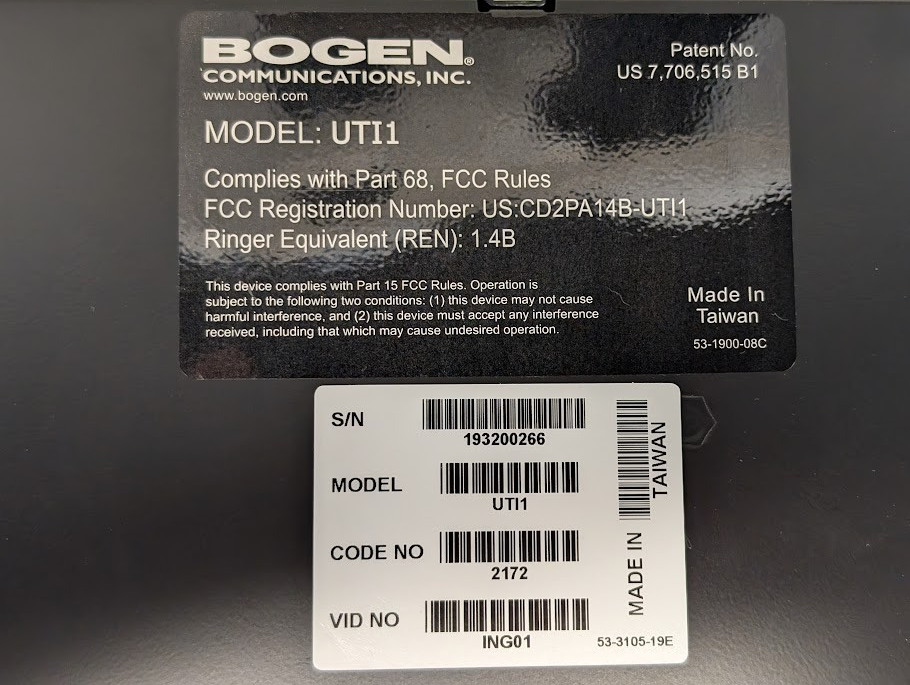 BOGEN®
COMMUNICATIONS, INC.
www.bogen.com
Patent No.
US 7,706,515 B1
MODEL: UTI1
Complies with Part 68, FCC Rules
FCC Registration Number: US:CD2PA14B-UTI1
Ringer Equivalent (REN): 1.4B
This device complies with Part 15 FCC Rules. Operation is
subject to the following two conditions: (1) this device may not cause
harmful interference, and (2) this device must accept any interference
received, including that which may cause undesired operation.
Made In
Taiwan
53-1900-08C
S/N
193200266
MODEL
UTI1
CODE NO
2172
VID NO
ING01
MADE IN
TAIWAN
53-3105-19E